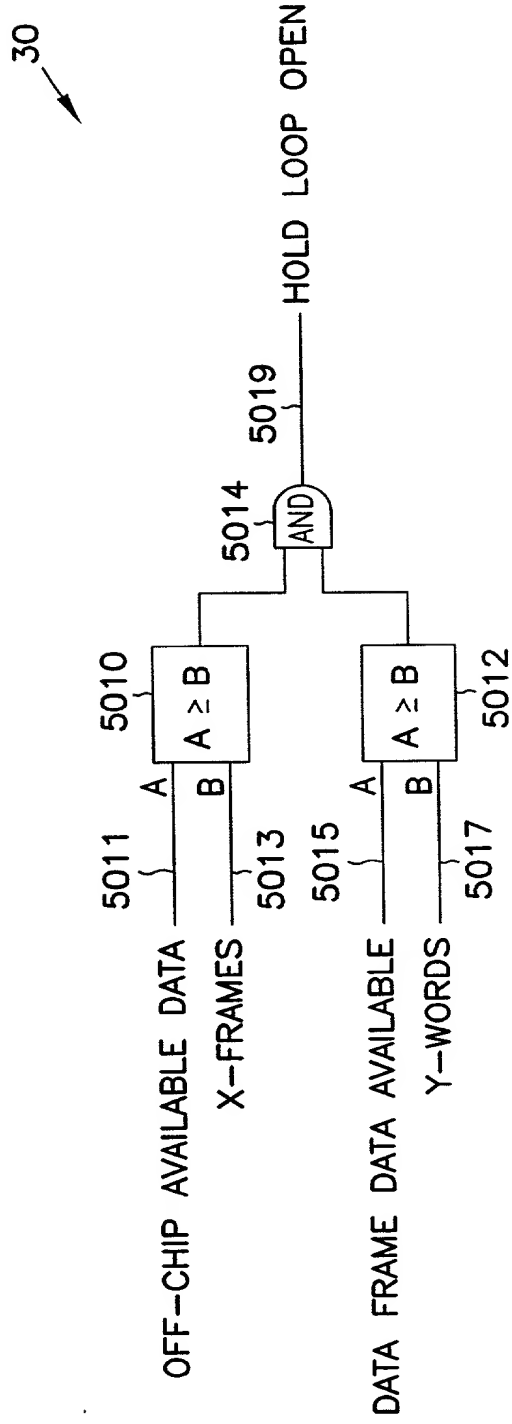 30
OFF-CHIP AVAILABLE DATA
X-FRAMES
5011
5013
A
B
5010
A ≥ B
DATA FRAME DATA AVAILABLE
Y-WORDS
5015
5017
A
B
A ≥ B
5012
5014
AND
5019
HOLD LOOP OPEN